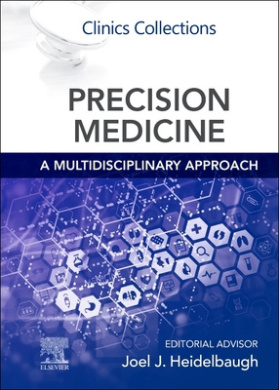 Clinics Collections
PRECISION
MEDICINE
A MULTIDISCIPLINARY APPROACH
EDITORIAL ADVISOR
Joel J. Heidelbaugh
ELSEVIER